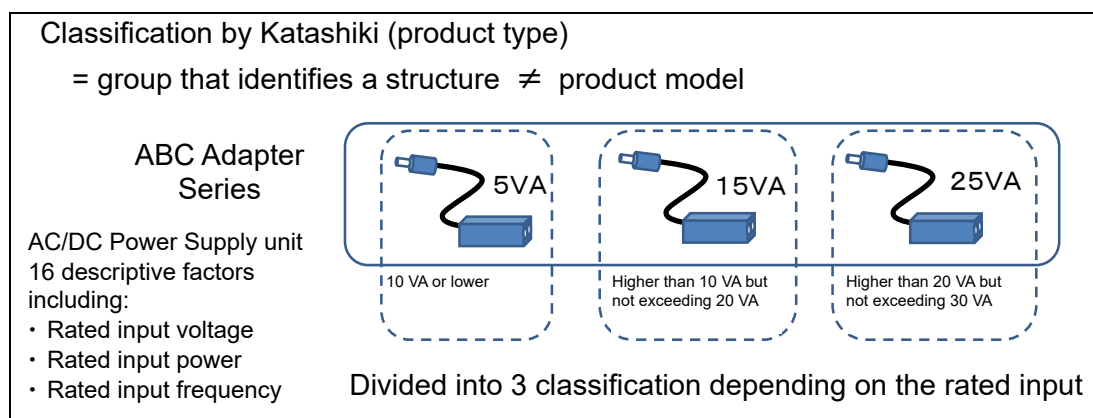 Classification by Katashiki (product type)
= group that identifies a structure ≠ product model
ABC Adapter
Series
5VA
15VA
25VA
10 VA or lower
Higher than 10 VA but
not exceeding 20 VA
Higher than 20 VA but
not exceeding 30 VA
AC/DC Power Supply unit
16 descriptive factors
including:
・Rated input voltage
・Rated input power
・Rated input frequency
Divided into 3 classification depending on the rated input